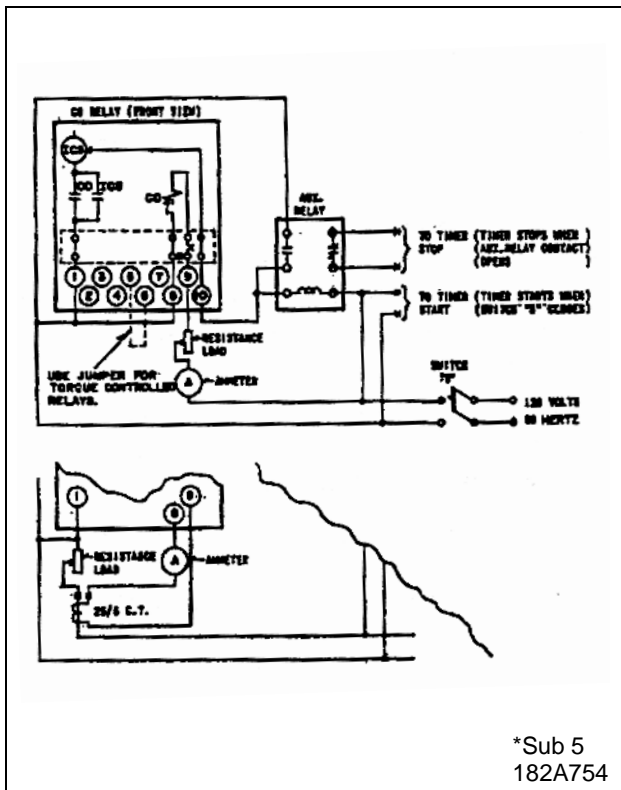 CO RELAY (FRONT VIEW)
ICS
CO ICS
CO
AUX.
RELAY
TO TIMER (TIMER STOPS WHEN )
STOP (AUX. RELAY CONTACT)
(OPENS )
1 3 5 7 9
2 4 6 8 10
TO TIMER (TIMER STARTS WHEN)
START (SWITCH "S" CLOSES)
RESISTANCE
LOAD
USE JUMPER FOR
TORQUE CONTROLLED
RELAYS.
A AMMETER
SWITCH
"S"
120 VOLTS
60 HERTZ
1 8 9
RESISTANCE
LOAD
A AMMETER
25/5 C.T.
*Sub 5
182A754